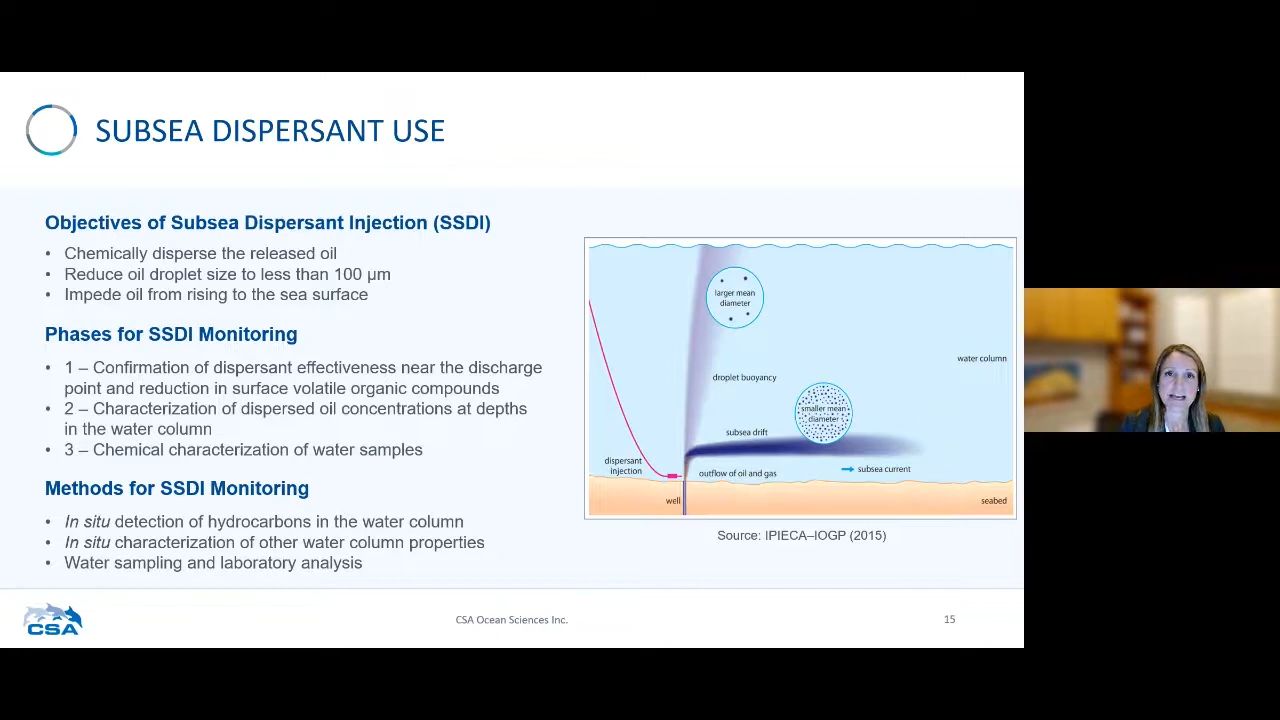 SUBSEA DISPERSANT USE
Objectives of Subsea Dispersant Injection (SSDI)
• Chemically disperse the released oil
• Reduce oil droplet size to less than 100 µm
• Impede oil from rising to the sea surface
Phases for SSDI Monitoring
• 1 – Confirmation of dispersant effectiveness near the discharge
point and reduction in surface volatile organic compounds
• 2 – Characterization of dispersed oil concentrations at depths
in the water column
• 3 – Chemical characterization of water samples
Methods for SSDI Monitoring
• In situ detection of hydrocarbons in the water column
• In situ characterization of other water column properties
• Water sampling and laboratory analysis
larger mean
diameter
water column
droplet buoyancy
smaller mean
diameter
subsea drift
dispersant
injection
outflow of oil and gas
subsea current
well
seabed
Source: IPIECA–IOGP (2015)
CSA
CSA Ocean Sciences Inc.
15